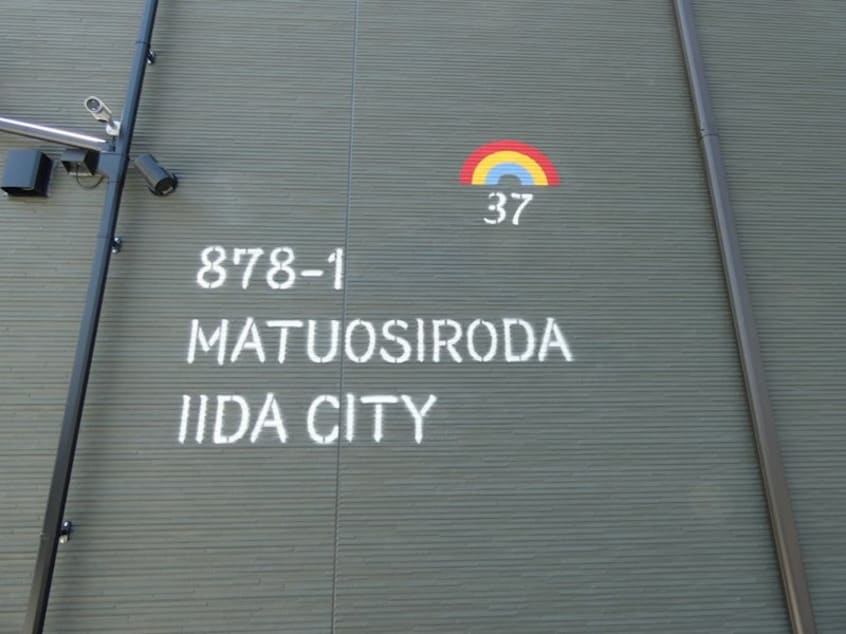 37
878-1
MATUOSIRODA
IIDA CITY